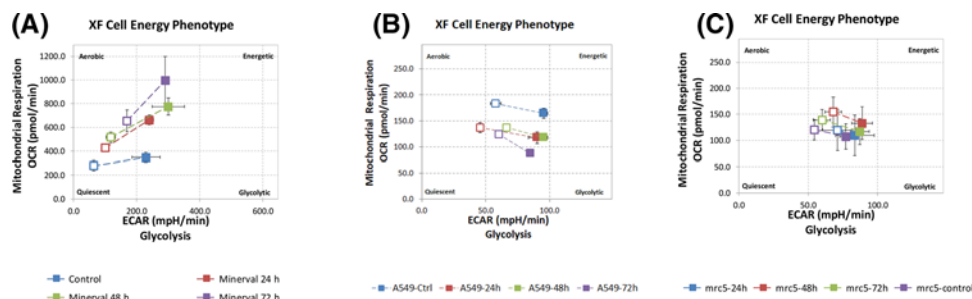 (A)
XF Cell Energy Phenotype
Mitochondrial Respiration
OCR (pmol/min)
1200.0
1000.0
800.0
600.0
400.0
200.0
0.0
Aerobic
Energetic
Quiescent
Glycolytic
0.0 200.0 400.0 600.0
ECAR (mpH/min)
Glycolysis
Control
Minerval 24 h
Minerval 48 h
Minerval 72 h
(B)
XF Cell Energy Phenotype
Mitochondrial Respiration
OCR (pmol/min)
250.0
200.0
150.0
100.0
50.0
0.0
Aerobic
Energetic
Quiescent
Glycolytic
0.0 50.0 100.0
ECAR (mpH/min)
Glycolysis
A549-Ctrl A549-24h A549-48h A549-72h
(C)
XF Cell Energy Phenotype
Mitochondrial Respiration
OCR (pmol/min)
250.0
200.0
150.0
100.0
50.0
0.0
Aerobic
Energetic
Quiescent
Glycolytic
0.0 50.0 100.0
ECAR (mpH/min)
Glycolysis
mrc5-24h mrc5-48h mrc5-72h mrc5-control